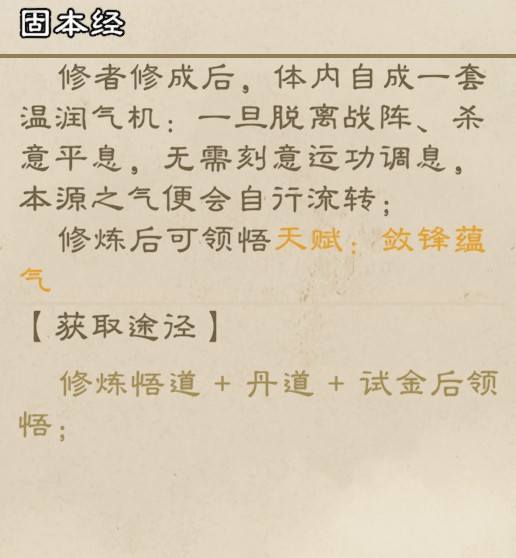 固本经
修者修成后，体内自成一套
温润气机：一旦脱离战阵、杀
意平息，无需刻意运功调息，
本源之气便会自行流转；
修炼后可领悟天赋：敛锋蕴
气
【获取途径】
修炼悟道 + 丹道 + 试金后领
悟；